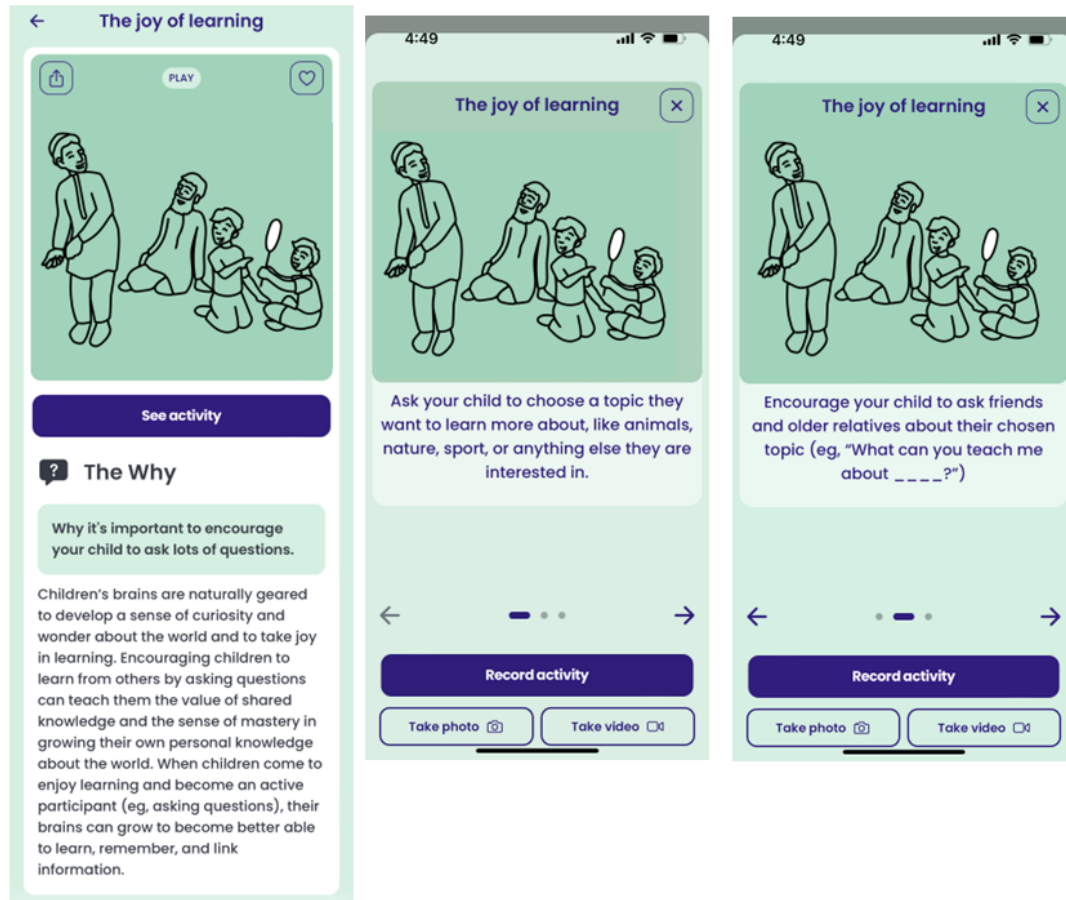 The joy of learning
PLAY
See activity
The Why
Why it's important to encourage
your child to ask lots of questions.
Children's brains are naturally geared
to develop a sense of curiosity and
wonder about the world and to take joy
in learning. Encouraging children to
learn from others by asking questions
can teach them the value of shared
knowledge and the sense of mastery in
growing their own personal knowledge
about the world. When children come to
enjoy learning and become an active
participant (eg, asking questions), their
brains can grow to become better able
to learn, remember, and link
information.
4:49
The joy of learning
Ask your child to choose a topic they
want to learn more about, like animals,
nature, sport, or anything else they are
interested in.
Record activity
Take photo
Take video
4:49
The joy of learning
Encourage your child to ask friends
and older relatives about their chosen
topic (eg, “What can you teach me
about _ _ _ _?”)
Record activity
Take photo
Take video